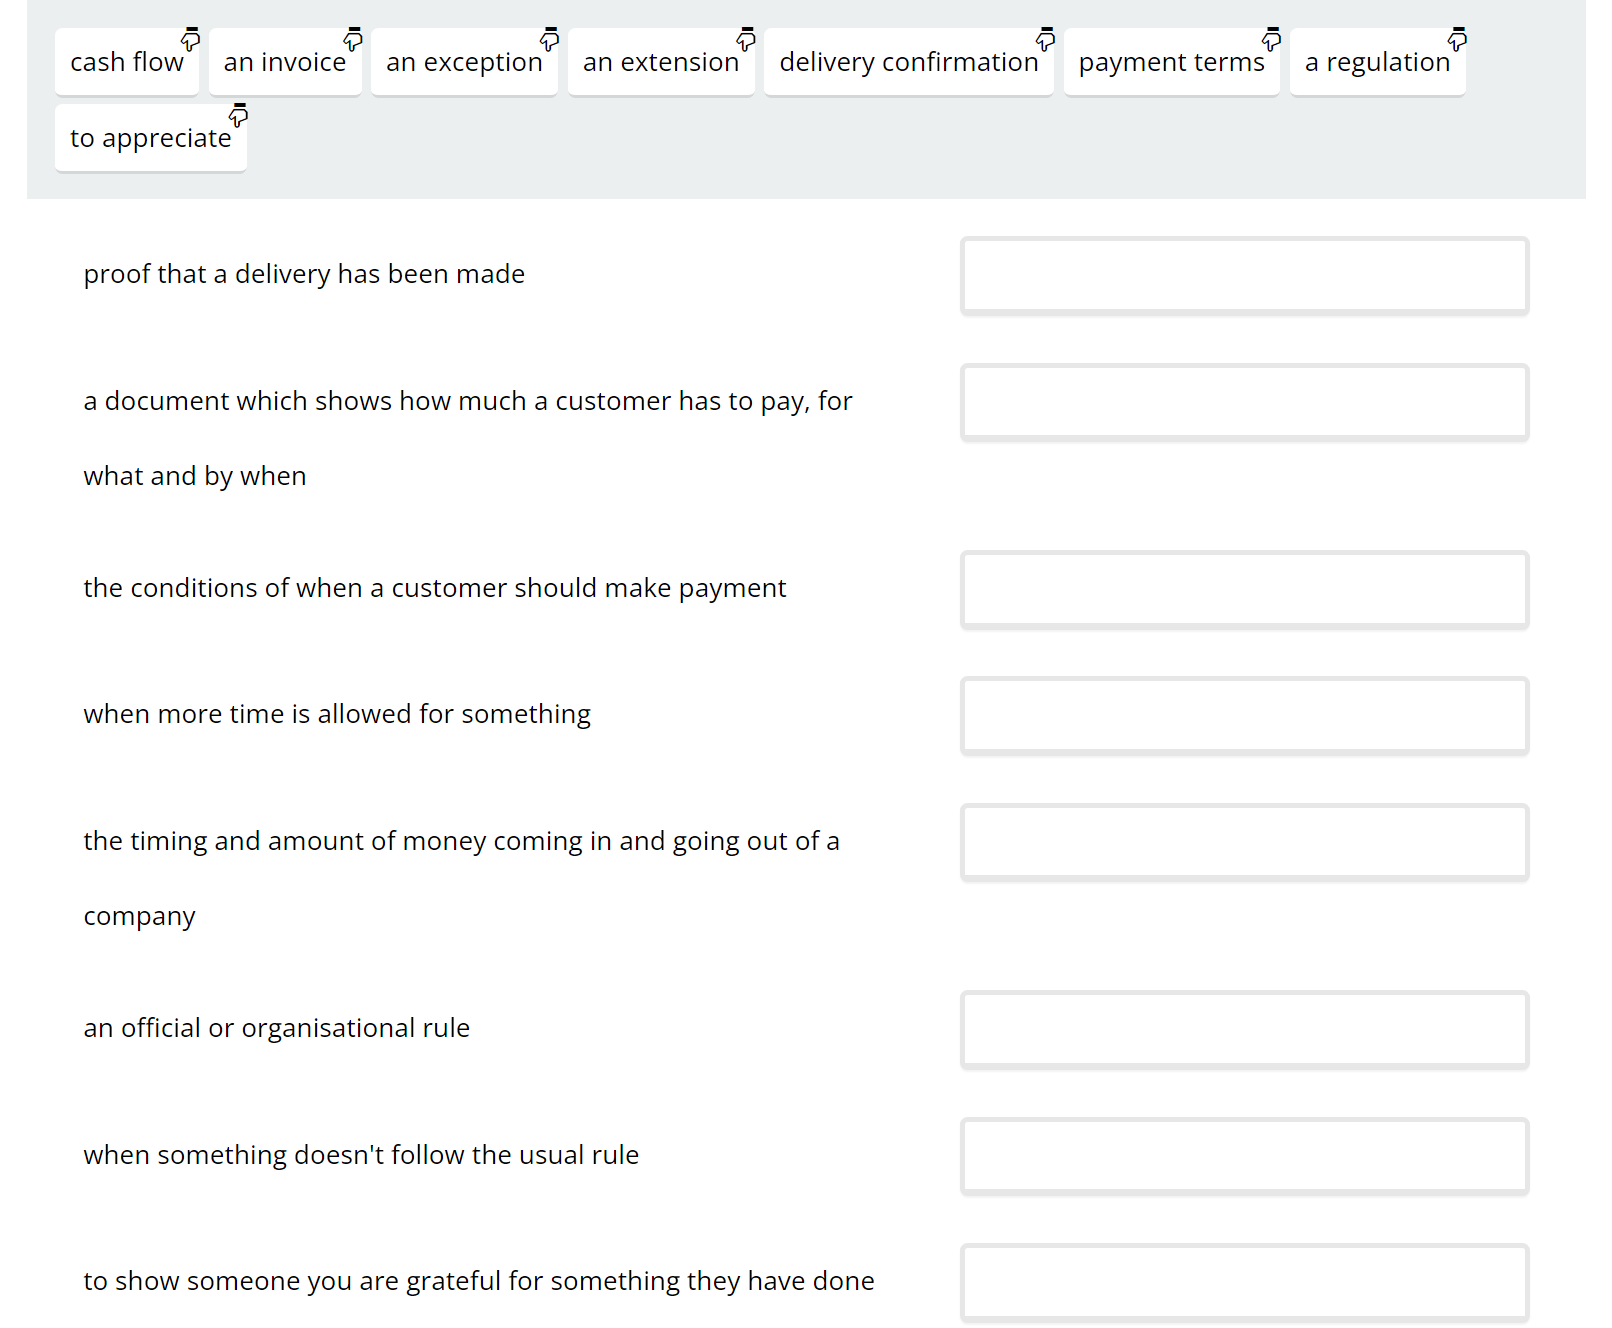 cash flow an invoice an exception an extension delivery confirmation payment terms a regulation
to appreciate
proof that a delivery has been made
a document which shows how much a customer has to pay, for
what and by when
the conditions of when a customer should make payment
when more time is allowed for something
the timing and amount of money coming in and going out of a
company
an official or organisational rule
when something doesn't follow the usual rule
to show someone you are grateful for something they have done